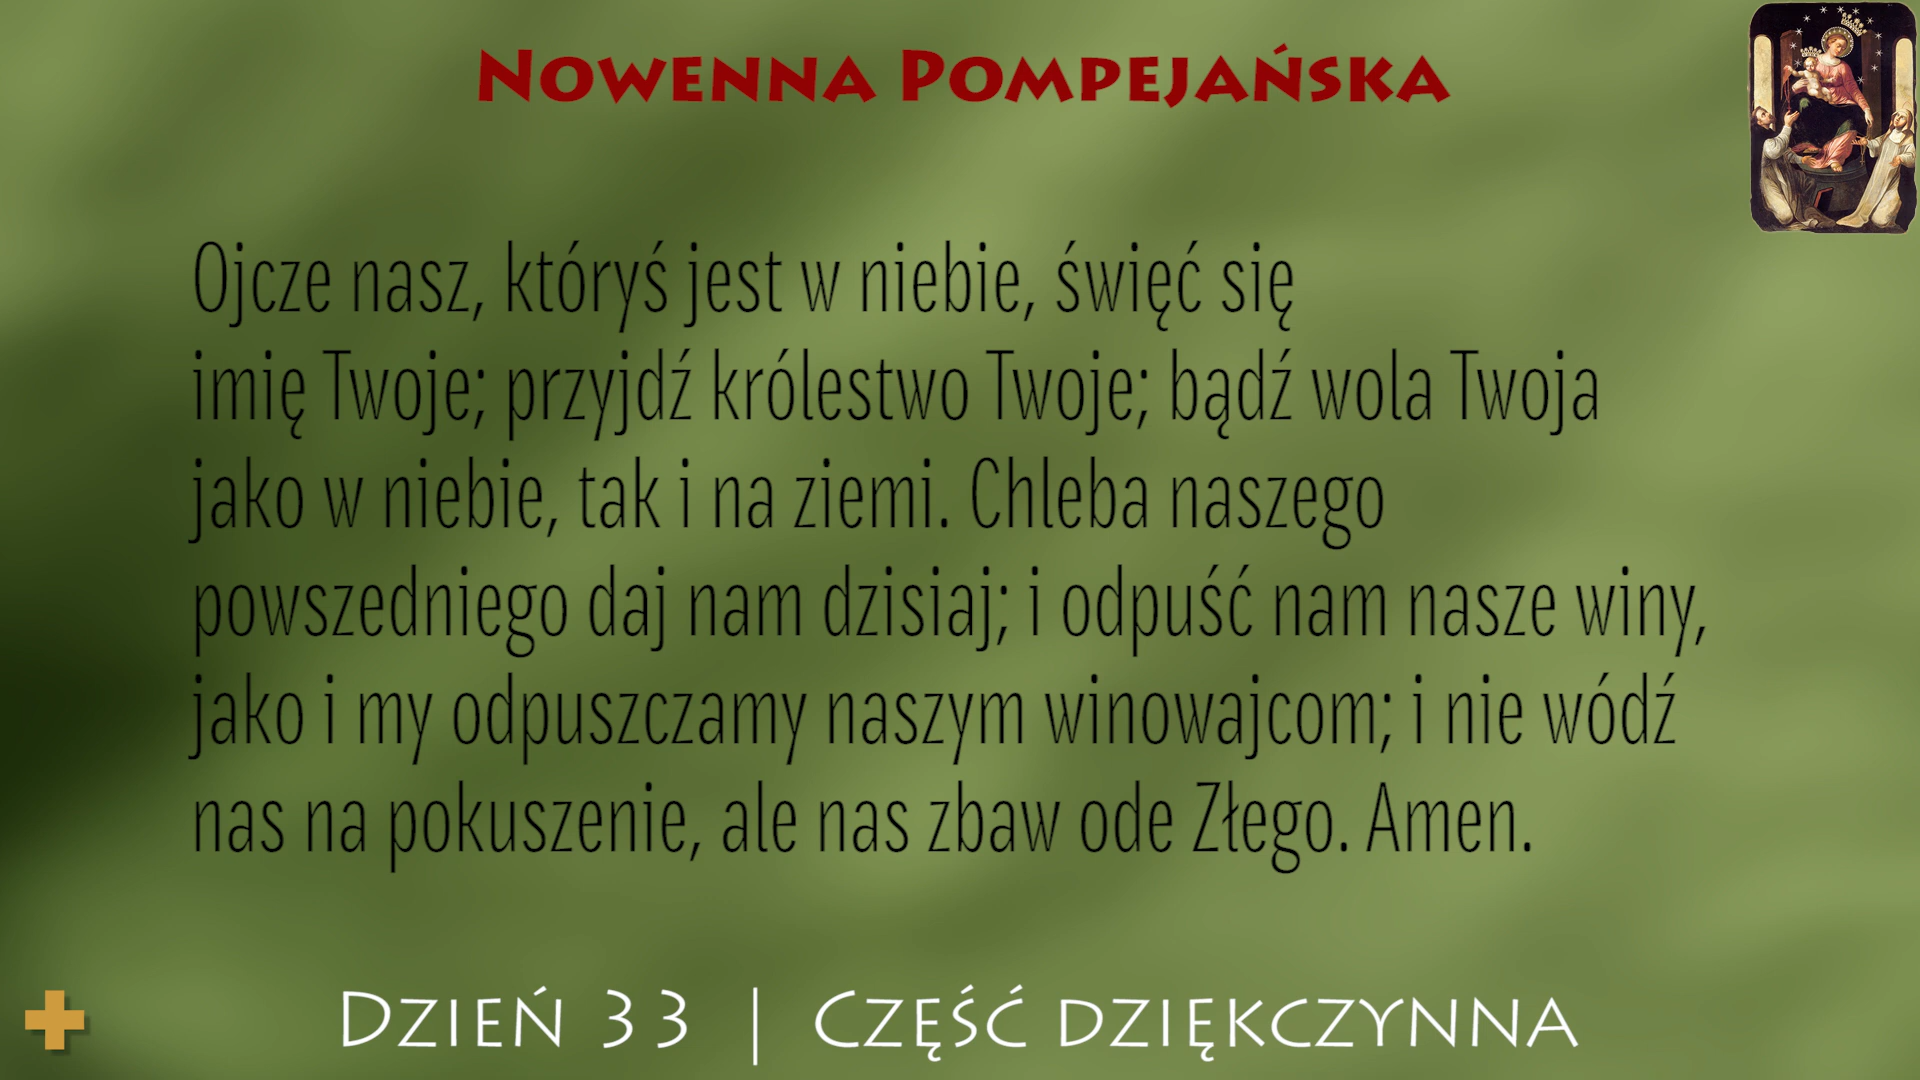 Nowenna Pompejańska
Ojcze nasz, któryś jest w niebie, święć się
imię Twoje; przyjdź królestwo Twoje; bądź wola Twoja
jako w niebie, tak i na ziemi. Chleba naszego
powszedniego daj nam dzisiaj; i odpuść nam nasze winy,
jako i my odpuszczamy naszym winowajcom; i nie wódź
nas na pokuszenie, ale nas zbaw ode Złego. Amen.
Dzień 33 | Część dziękczynna